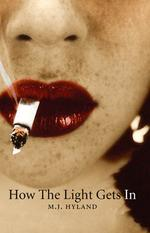 How The Light Gets In
M.J. HYLAND